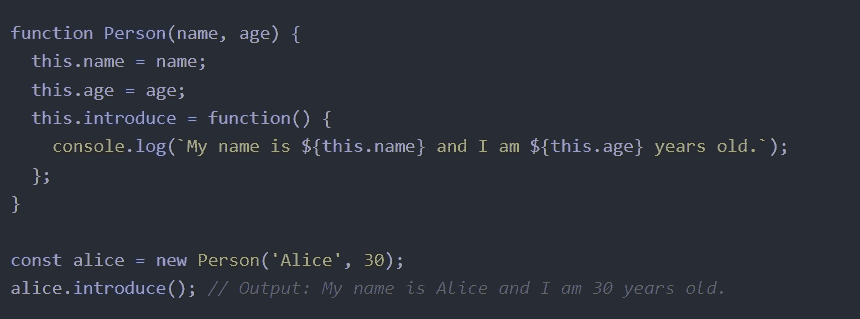 function Person(name, age) {
  this.name = name;
  this.age = age;
  this.introduce = function() {
    console.log(`My name is ${this.name} and I am ${this.age} years old.`);
  };
}

const alice = new Person('Alice', 30);
alice.introduce(); // Output: My name is Alice and I am 30 years old.